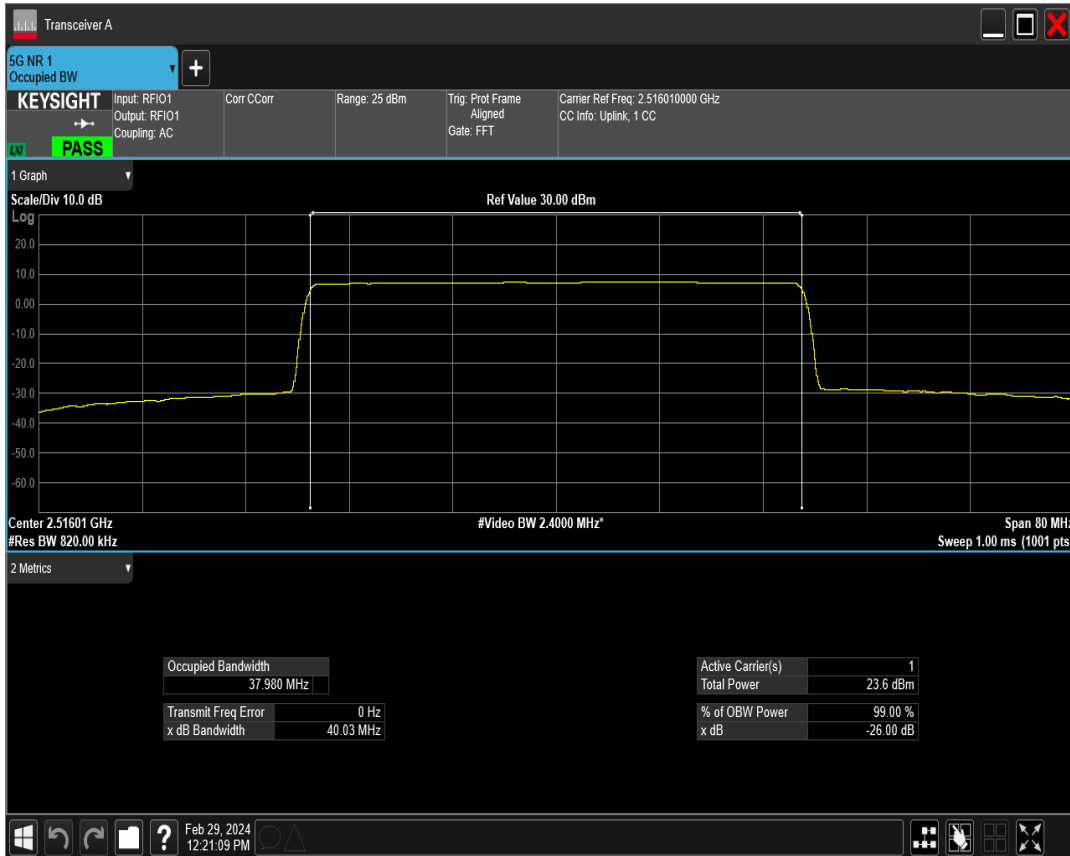 Transceiver A
5G NR 1
Occupied BW
KEYSIGHT
LXI
PASS
Input: RFIO1
Output: RFIO1
Coupling: AC
Corr CCorr
Range: 25 dBm
Trig: Prot Frame
Aligned
Gate: FFT
Carrier Ref Freq: 2.516010000 GHz
CC Info: Uplink, 1 CC
1 Graph
Scale/Div 10.0 dB
Ref Value 30.00 dBm
Log
20.0
10.0
0.00
-10.0
-20.0
-30.0
-40.0
-50.0
-60.0
Center 2.51601 GHz
#Video BW 2.4000 MHz*
Span 80 MHz
#Res BW 820.00 kHz
Sweep 1.00 ms (1001 pts
2 Metrics
Occupied Bandwidth
37.980 MHz
Transmit Freq Error 0 Hz
x dB Bandwidth 40.03 MHz
Active Carrier(s) 1
Total Power 23.6 dBm
% of OBW Power 99.00 %
x dB -26.00 dB
?
Feb 29, 2024
12:21:09 PM